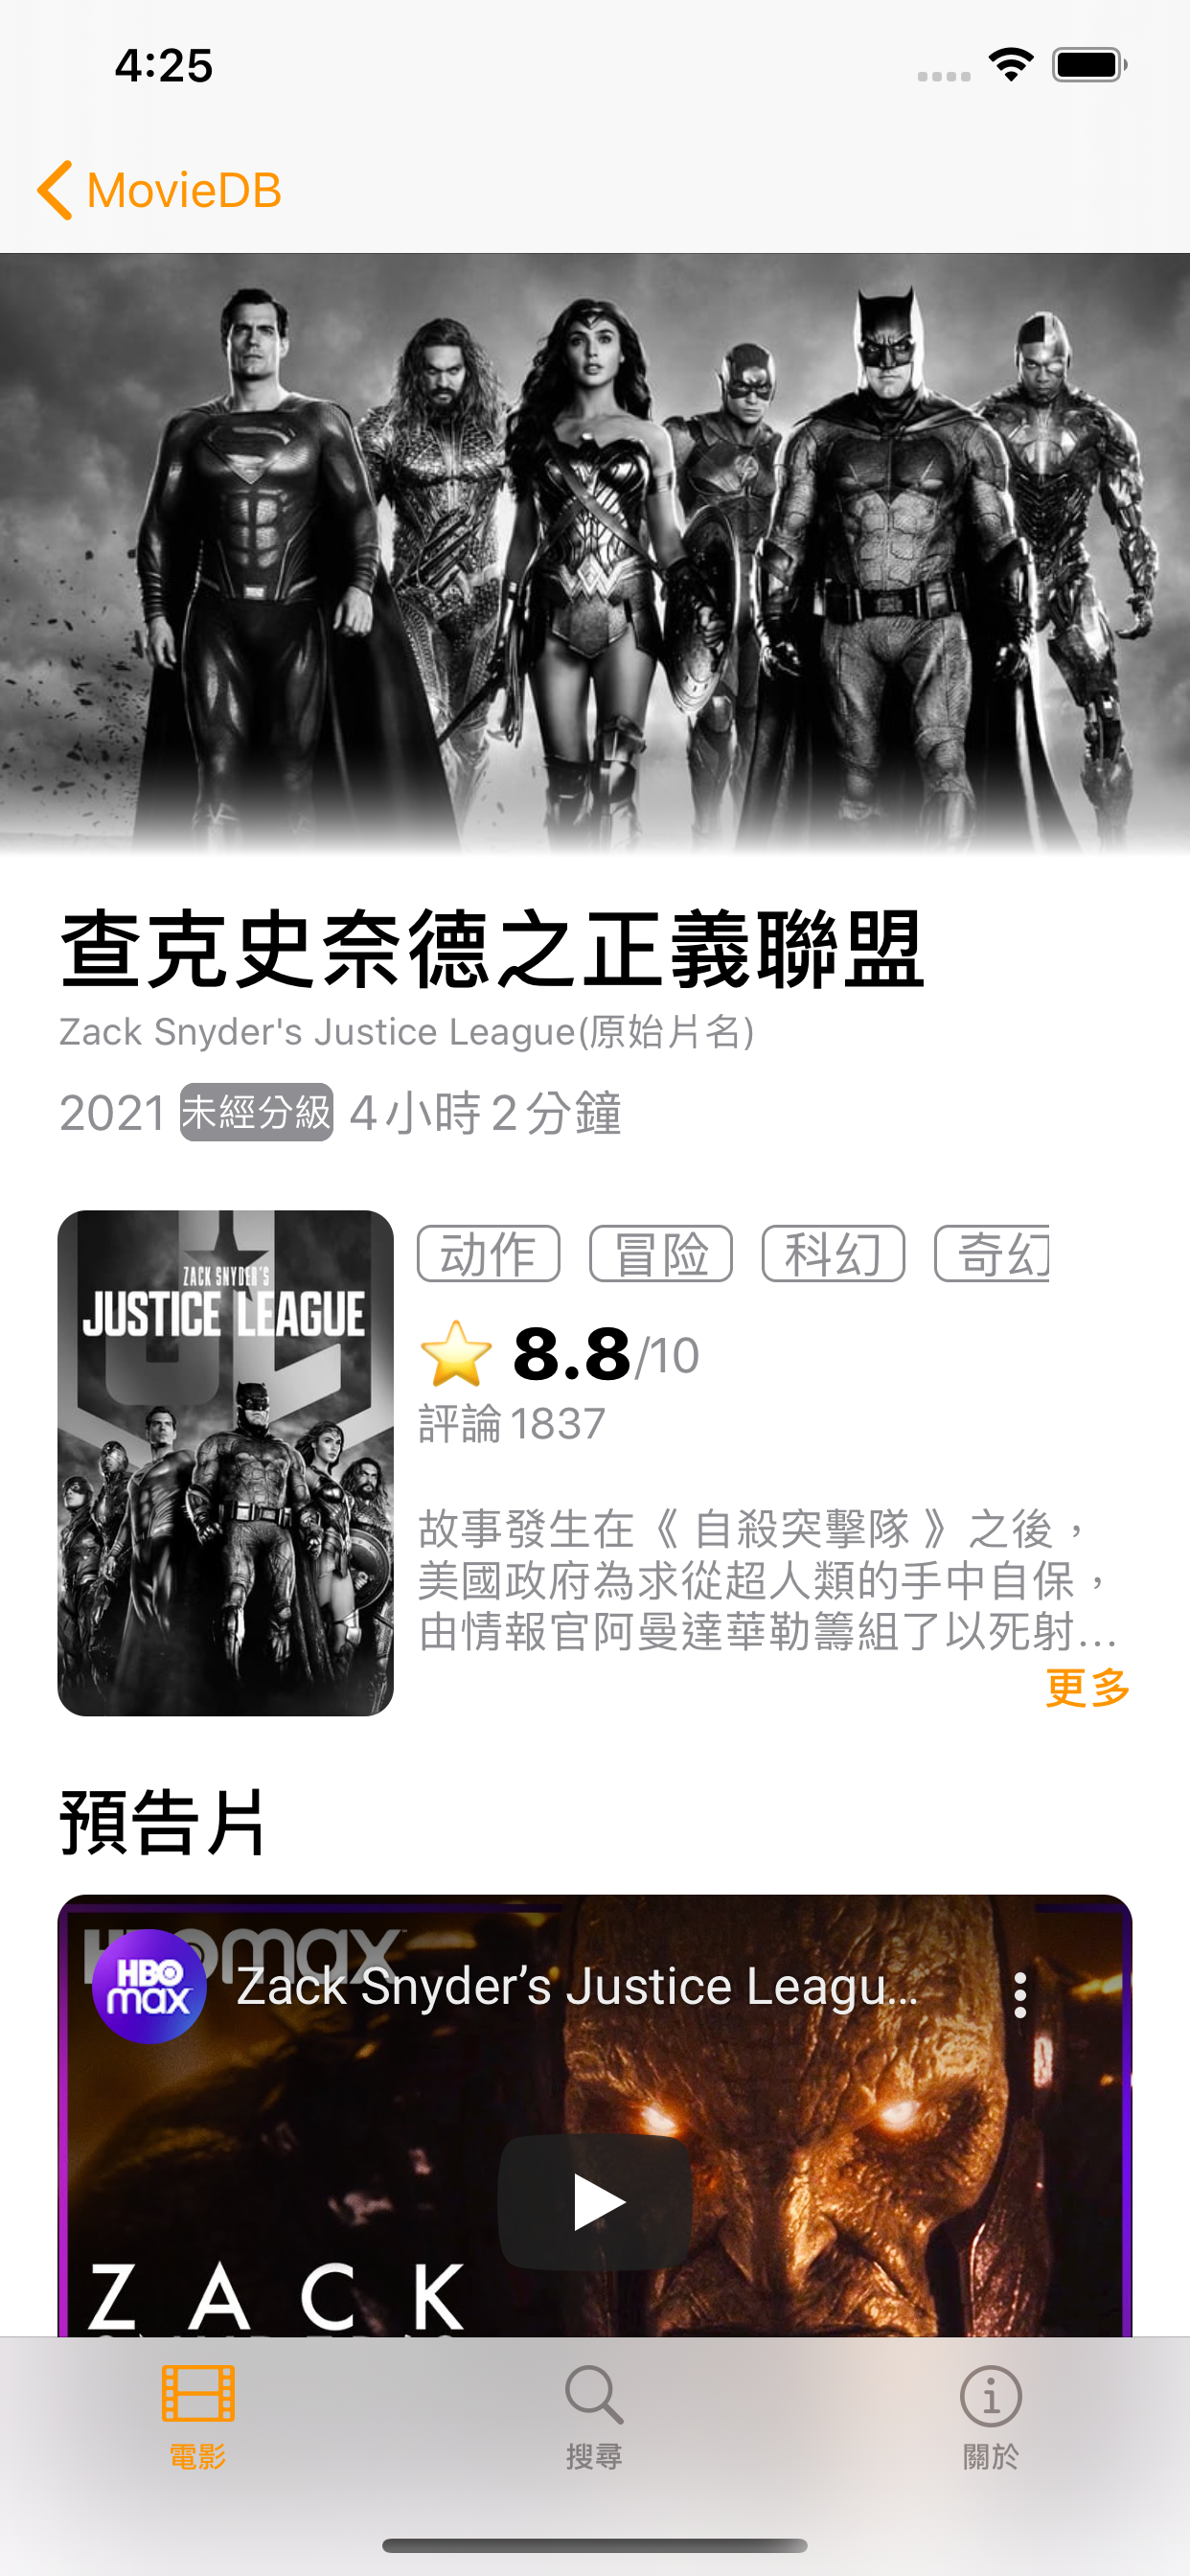 4:25
MovieDB
查克史奈德之正義聯盟
Zack Snyder's Justice League(原始片名)
2021 未經分級 4小時2分鐘
ZACK SNYDER'S
JUSTICE LEAGUE
动作 冒险 科幻 奇幻
⭐ 8.8/10
評論 1837
故事發生在《 自殺突擊隊 》之後，
美國政府為求從超人類的手中自保，
由情報官阿曼達華勒籌組了以死射...
更多
預告片
HBOmax
HBO
max
Zack Snyder’s Justice Leagu...
ZACK
電影 搜尋 關於